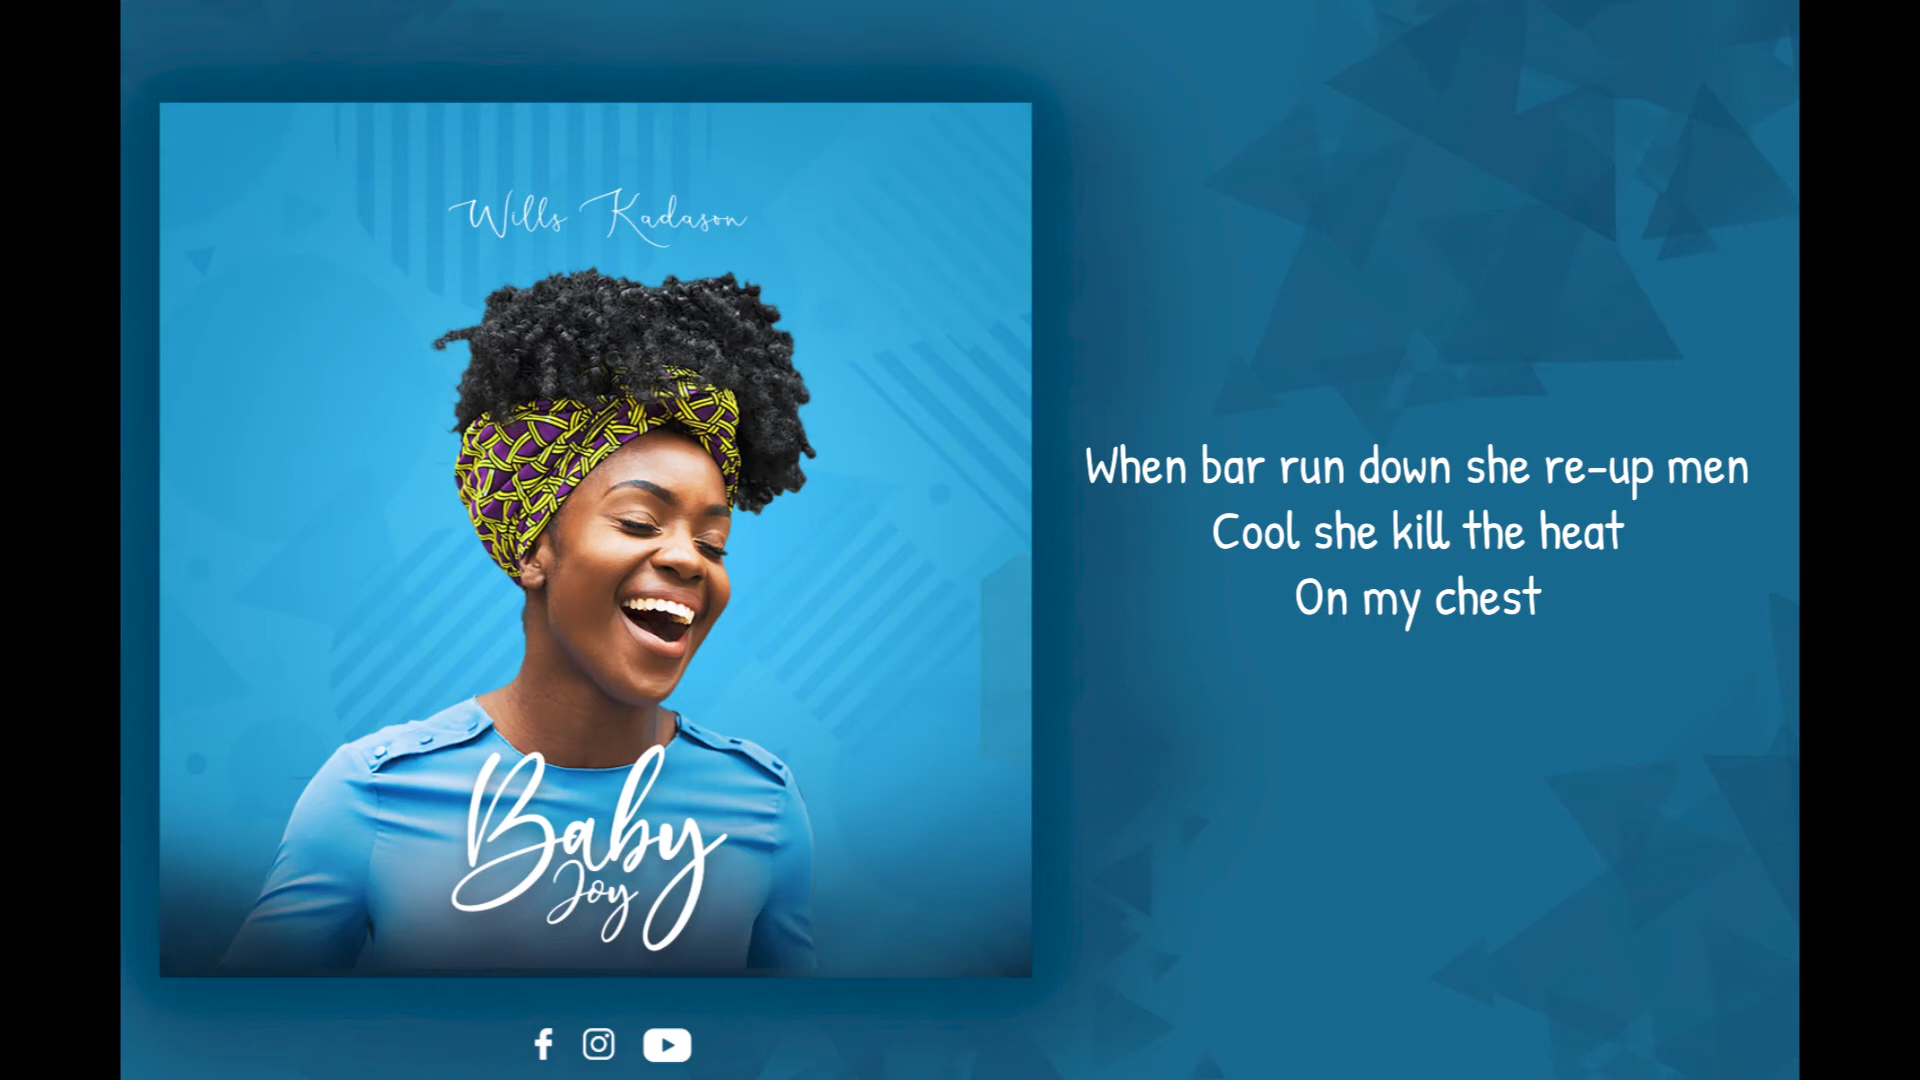 Wills Kadason
Baby
Joy
When bar run down she re-up men
Cool she kill the heat
On my chest